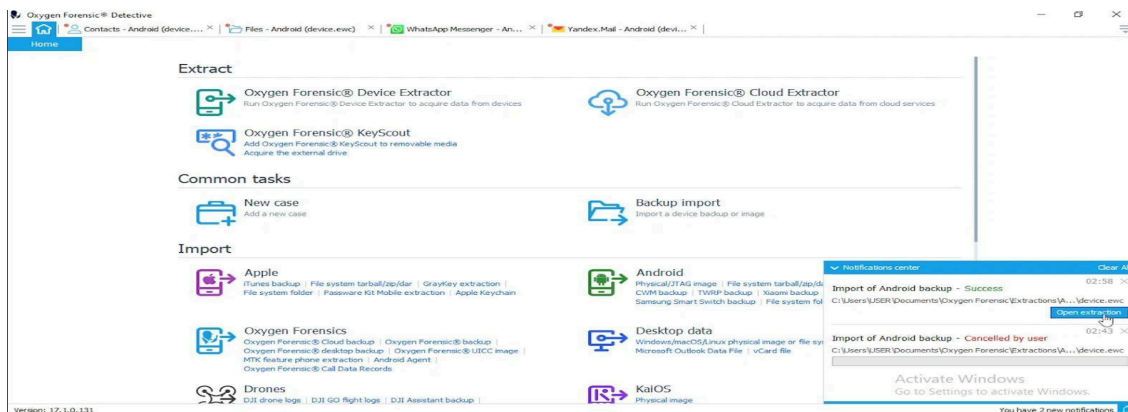 Oxygen Forensic® Detective
Contacts - Android (device....
Files - Android (device.ewc)
WhatsApp Messenger - An...
Yandex.Mail - Android (devi...
Home
Extract
Oxygen Forensic® Device Extractor
Run Oxygen Forensic® Device Extractor to acquire data from devices
Oxygen Forensic® Cloud Extractor
Run Oxygen Forensic® Cloud Extractor to acquire data from cloud services
Oxygen Forensic® KeyScout
Add Oxygen Forensic® KeyScout to removable media
Acquire the external drive
Common tasks
New case
Add a new case
Backup import
Import a device backup or image
Import
Apple
iTunes backup | File system tarball/zip/dar | GrayKey extraction |
File system folder | Passware Kit Mobile extraction | Apple Keychain
Android
Physical/JTAG image | File system tarball/zip/da
CWM backup | TWRP backup | Xiaomi backup
Samsung Smart Switch backup | File system fol
Oxygen Forensics
Oxygen Forensic® Cloud backup | Oxygen Forensic® backup |
Oxygen Forensic® desktop backup | Oxygen Forensic® UICC image |
MTK feature phone extraction | Android Agent |
Oxygen Forensic® Call Data Records
Desktop data
Windows/macOS/Linux physical image or file sy
Microsoft Outlook Data File | vCard file
Drones
DJI drone logs | DJI GO flight logs | DJI Assistant backup |
KaiOS
Physical image
Notifications center
Clear Al
02:58
Import of Android backup - Success
C:\Users\USER\Documents\Oxygen Forensic\Extractions\A...\device.ewc
Open extraction
02:43
Import of Android backup - Cancelled by user
C:\Users\USER\Documents\Oxygen Forensic\Extractions\A...\device.ewc
Activate Windows
Go to Settings to activate Windows.
Version: 17.1.0.131
You have 2 new notifications